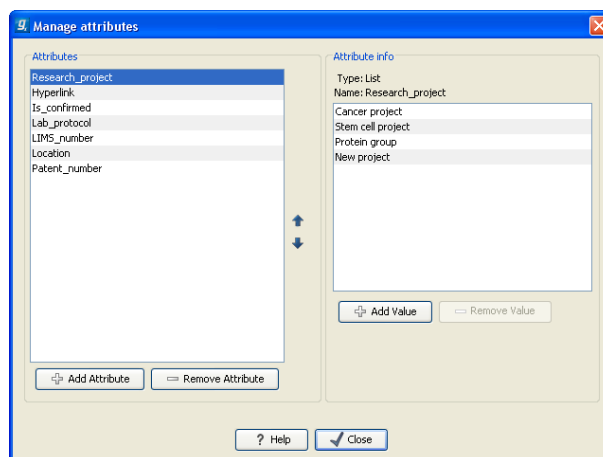 Manage attributes
Attributes
Research_project
Hyperlink
Is_confirmed
Lab_protocol
LIMS_number
Location
Patent_number
Add Attribute
Remove Attribute
Attribute info
Type: List
Name: Research_project
Cancer project
Stem cell project
Protein group
New project
Add Value
Remove Value
? Help
Close